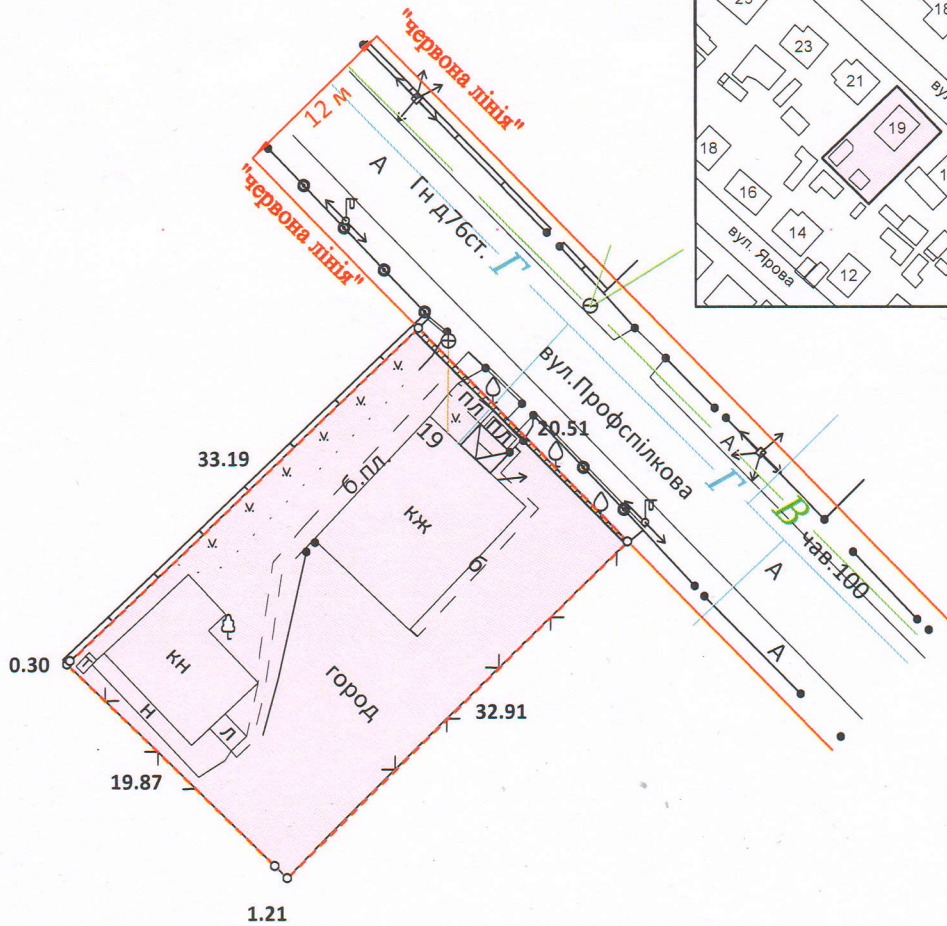 "червона лінія"
12 м
"червона лінія"
А
Гн д76ст.
Г
вул.Профспілкова
Г
В
чав.100
А
А
А
20.51
пл
пл
19
б.пл.
кж
б
33.19
кн
т
н
л
город
0.30
19.87
32.91
1.21
23
21
19
18
16
14
12
вул. Ярова